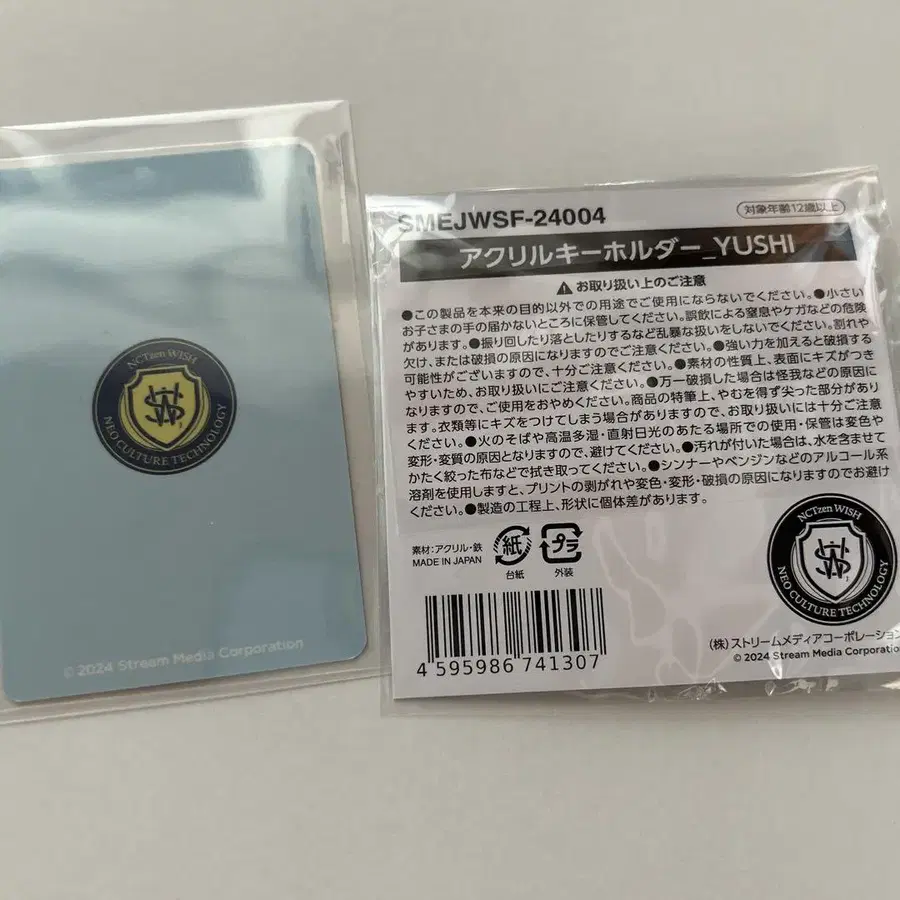 NCTzen WISH
NEO CULTURE TECHNOLOGY
© 2024 Stream Media Corporation
SMEJWSF-24004
対象年齢12歳以上
アクリルキーホルダー_YUSHI
お取り扱い上のご注意
●この製品を本来の目的以外での用途でご使用にならないでください。●小さい
お子さまの手の届かないところに保管してください。誤飲による窒息やケガなどの危険
があります。●振り回したり落としたりするなど乱暴な扱いをしないでください。割れや
欠け、または破損の原因になりますのでご注意ください。●強い力を加えると破損する
可能性がございますので、十分ご注意ください。●素材の性質上、表面にキズがつき
やすいため、お取り扱いにご注意ください。●万一破損した場合は怪我などの原因に
なりますので、ご使用をおやめください。商品の特筆上、やむを得ず尖った部分があり
ます。衣類等にキズをつけてしまう場合がありますので、お取り扱いには十分ご注意
ください。●火のそばや高温多湿・直射日光のあたる場所での使用・保管は変色や
変形・変質の原因となりますので、避けてください。●汚れが付いた場合は、水を含ませて
かたく絞った布などで拭き取ってください。●シンナーやベンジンなどのアルコール系
溶剤を使用しますと、プリントの剥がれや変色・変形・破損の原因になりますのでお避け
ください。●製造の工程上、形状に個体差があります。
素材:アクリル・鉄
MADE IN JAPAN
紙
台紙
プラ
外装
NCTzen WISH
NEO CULTURE TECHNOLOGY
4 595986 741307
(株)ストリームメディアコーポレーション
© 2024 Stream Media Corporation